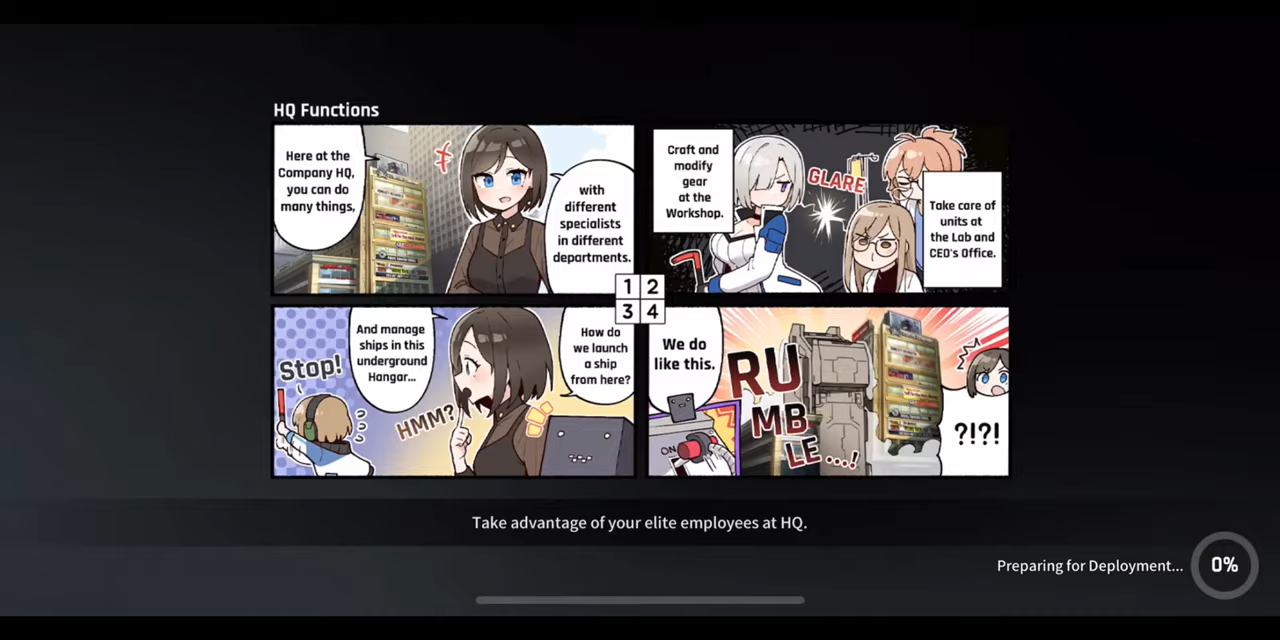 HQ Functions
Here at the
Company HQ,
you can do
many things,
with
different
specialists
in different
departments.
Craft and
modify
gear
at the
Workshop.
GLARE
Take care of
units at
the Lab and
CEO's Office.
1 2
3 4
Stop!
And manage
ships in this
underground
Hangar...
HMM?
How do
we launch
a ship
from here?
We do
like this.
ON
RU
MB
LE...!
?!?!
Take advantage of your elite employees at HQ.
Preparing for Deployment...
0%